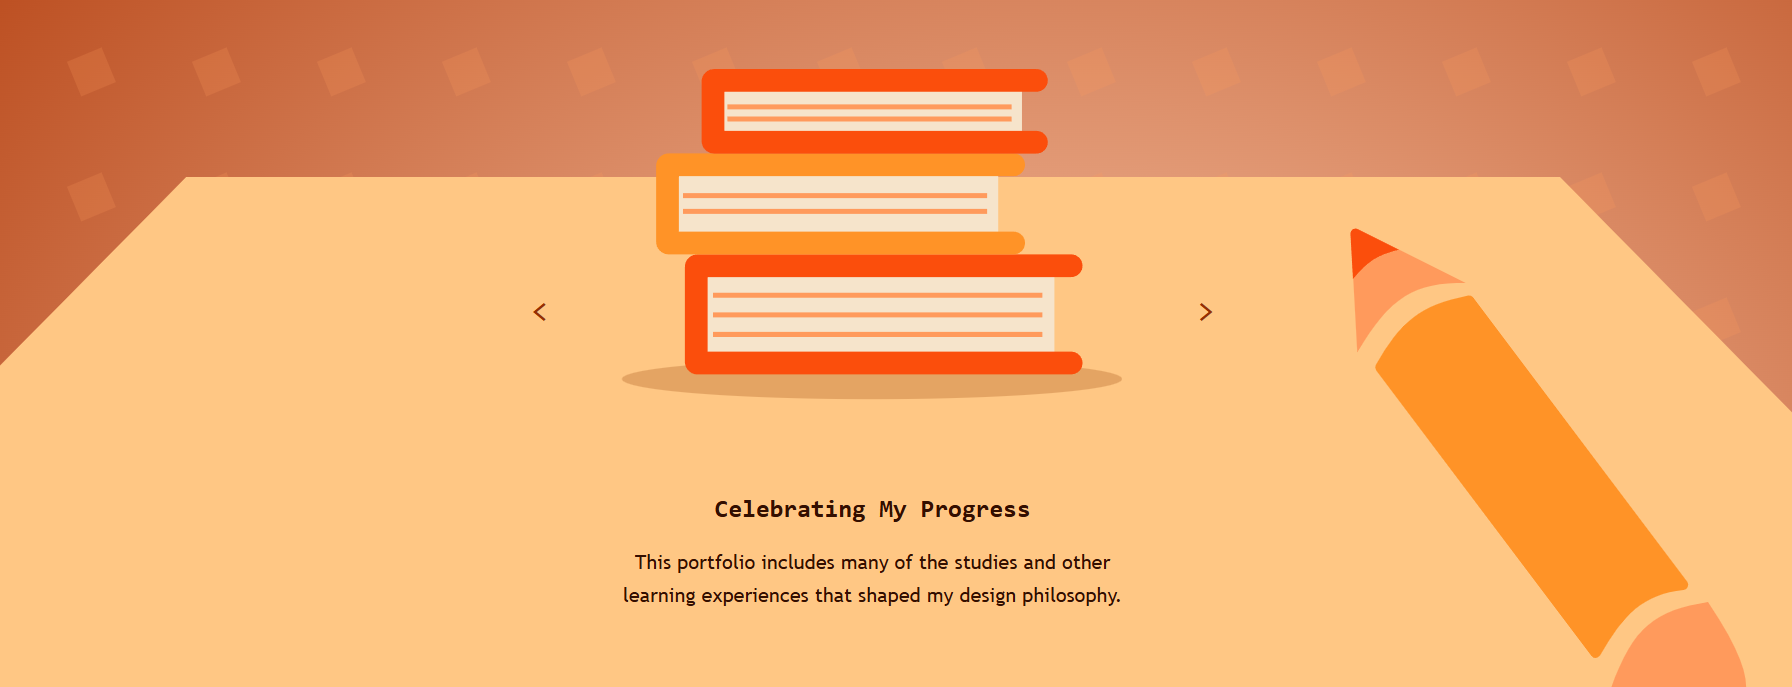 Celebrating My Progress
This portfolio includes many of the studies and other
learning experiences that shaped my design philosophy.